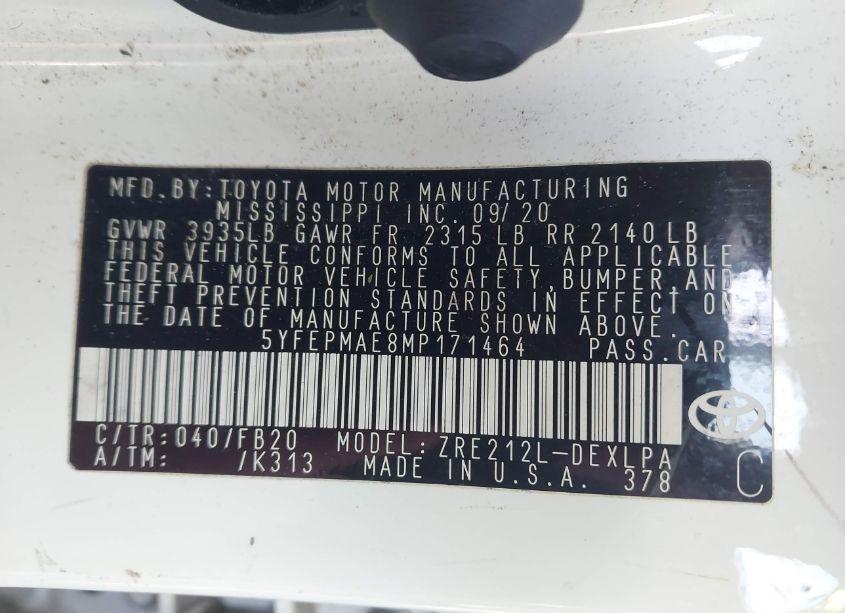 MFD. BY: TOYOTA MOTOR MANUFACTURING
MISSISSIPPI INC. 09/20
GVWR 3935LB GAWR FR 2315 LB RR 2140 LB
THIS VEHICLE CONFORMS TO ALL APPLICABLE
FEDERAL MOTOR VEHICLE SAFETY,BUMPER,AND
THEFT PREVENTION STANDARDS IN EFFECT ON
THE DATE OF MANUFACTURE SHOWN ABOVE.
5YFEPMAE8MP171464 PASS.CAR
C/TR: 040/FB20 MODEL: ZRE212L-DEXLPA
A/TM: /K313 MADE IN U.S.A. 378 C